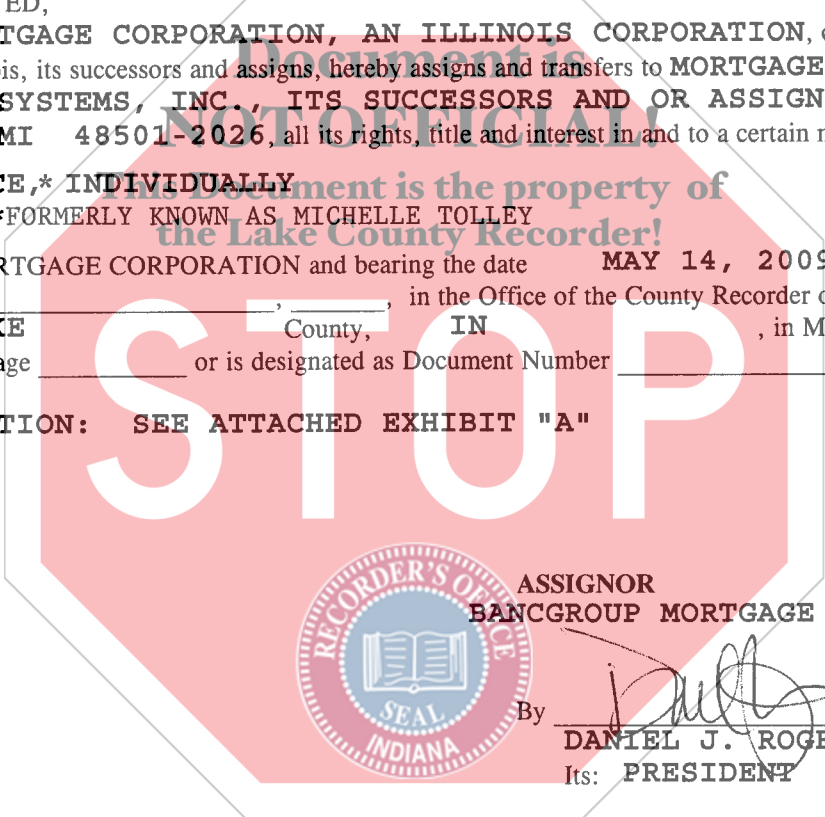 ED,
TGAGE CORPORATION, AN ILLINOIS CORPORATION,
Document is
is, its successors and assigns, hereby assigns and transfers to MORTGAGE
SYSTEMS, INC., ITS SUCCESSORS AND OR ASSIGN
NOT OFFICIAL!
MI 48501-2026, all its rights, title and interest in and to a certain
CE,* INDIVIDUALLY
This Document is the property of
*FORMERLY KNOWN AS MICHELLE TOLLEY
the Lake County Recorder!
RTGAGE CORPORATION and bearing the date MAY 14, 2009
, , in the Office of the County Recorder
KE County, IN , in M
age or is designated as Document Number
STOP
TION: SEE ATTACHED EXHIBIT "A"
RECORDER'S OFFICE
SEAL
INDIANA
ASSIGNOR
BANCGROUP MORTGAGE
By
DANIEL J. ROGE
Its: PRESIDENT